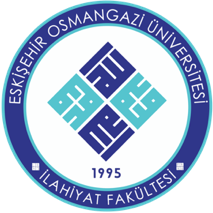 ESKİŞEHİR OSMANGAZİ ÜNİVERSİTESİ
1995
İLAHİYAT FAKÜLTESİ